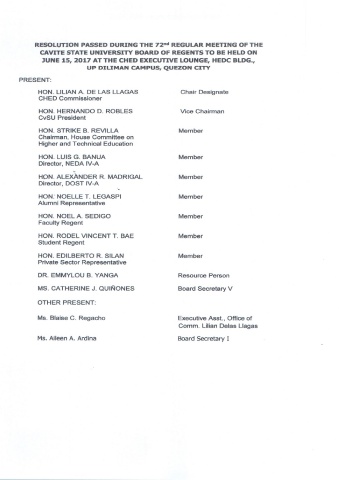 RESOLUTION PASSED DURING THE 72nd REGULAR MEETING OF THE
CAVITE STATE UNIVERSITY BOARD OF REGENTS TO BE HELD ON
JUNE 15, 2017 AT THE CHED EXECUTIVE LOUNGE, HEDC BLDG.,
UP DILIMAN CAMPUS, QUEZON CITY
PRESENT:
HON. LILIAN A. DE LAS LLAGAS Chair Designate
CHED Commissioner
HON. HERNANDO D. ROBLES Vice Chairman
CvSU President
HON. STRIKE B. REVILLA Member
Chairman, House Committee on
Higher and Technical Education
HON. LUIS G. BANUA Member
Director, NEDA IV-A
HON. ALEXANDER R. MADRIGAL Member
Director, DOST IV-A
HON. NOELLE T. LEGASPI Member
Alumni Representative
HON. NOEL A. SEDIGO Member
Faculty Regent
HON. RODEL VINCENT T. BAE Member
Student Regent
HON. EDILBERTO R. SILAN Member
Private Sector Representative
DR. EMMYLOU B. YANGA Resource Person
MS. CATHERINE J. QUIÑONES Board Secretary V
OTHER PRESENT:
Ms. Blaise C. Regacho Executive Asst., Office of
Comm. Lilian Delas Llagas
Ms. Aileen A. Ardina Board Secretary I